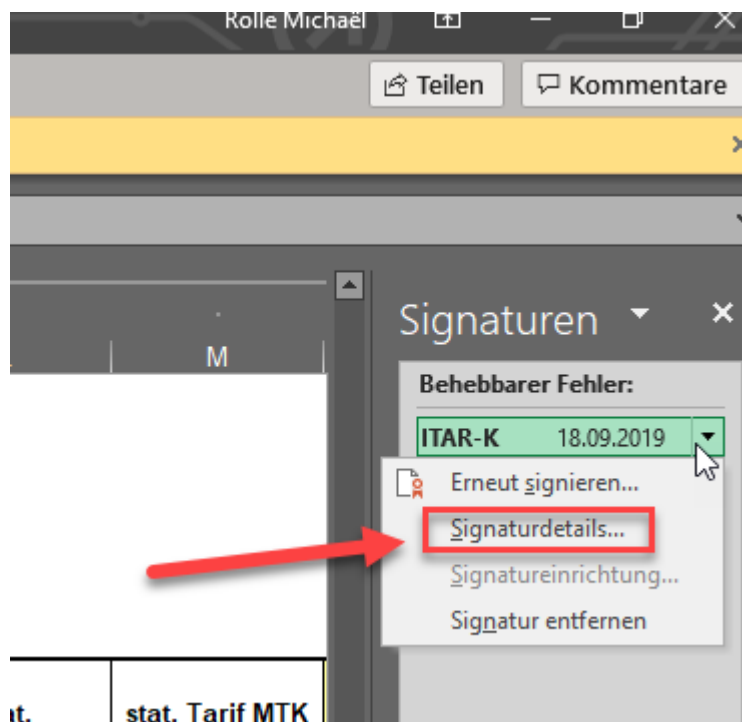 Rolle Michaël
Teilen
Kommentare
Signaturen
M
Behebbarer Fehler:
ITAR-K 18.09.2019
Erneut signieren...
Signaturdetails...
Signatureinrichtung...
Signatur entfernen
stat. Tarif MTK